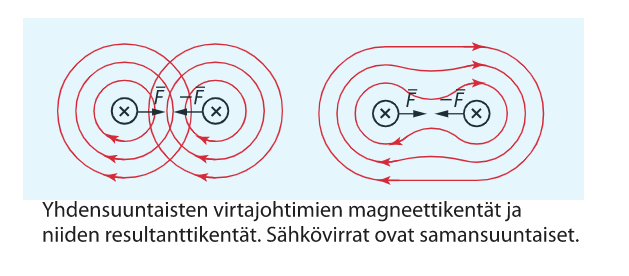 F̅ −F̅ F̅ −F̅
Yhdensuuntaisten virtajohtimien magneettikentät ja
niiden resultanttikentät. Sähkövirrat ovat samansuuntaiset.